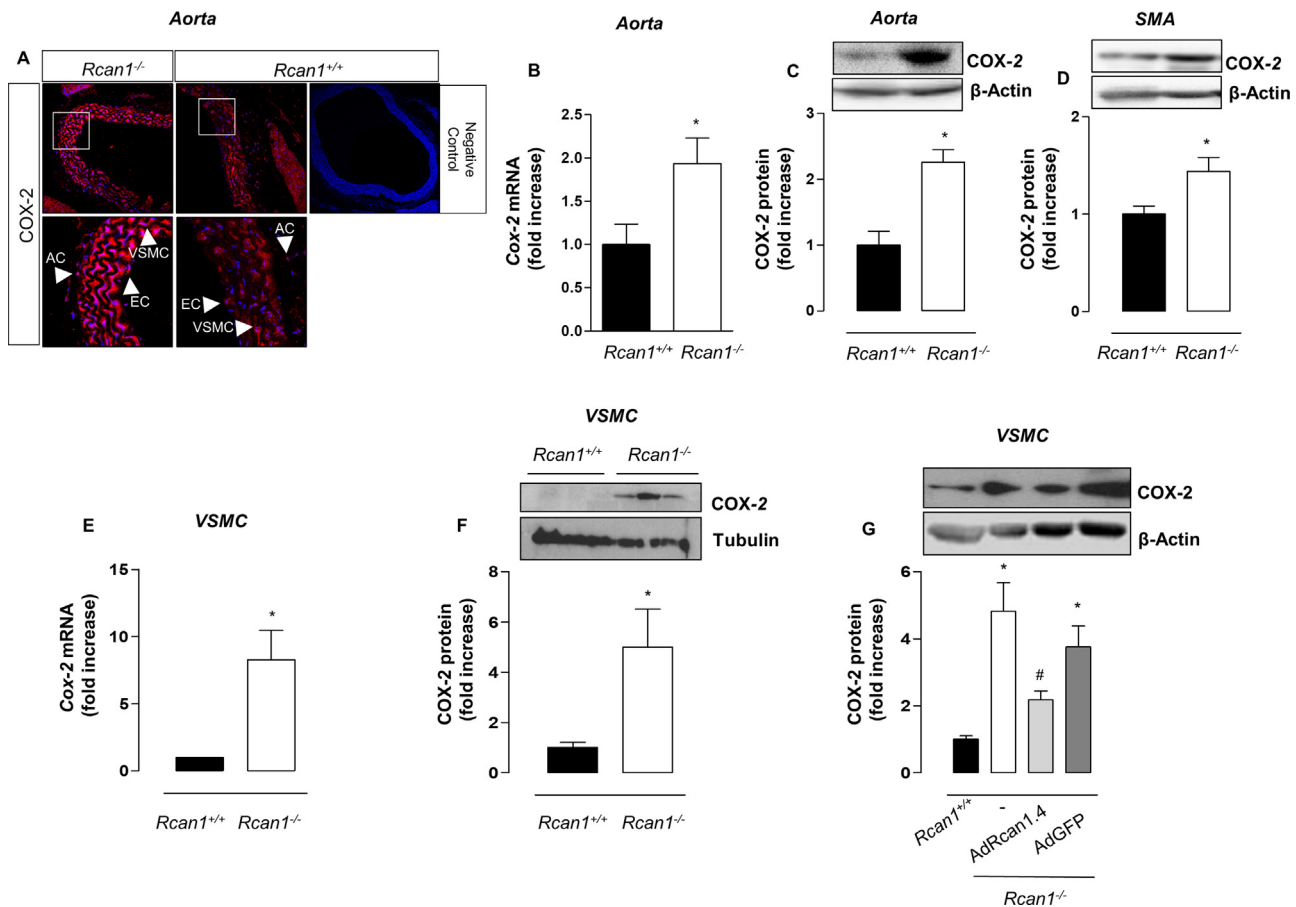 Aorta
A
Rcan1-/-
Rcan1+/+
COX-2
Negative
Control
AC
VSMC
EC
AC
EC
VSMC
Aorta
B
Cox-2 mRNA
(fold increase)
2.5
2.0
1.5
1.0
0.5
0.0
*
Rcan1+/+ Rcan1-/-
Aorta
C
COX-2
β-Actin
COX-2 protein
(fold increase)
3
2
1
0
*
Rcan1+/+ Rcan1-/-
SMA
D
COX-2
β-Actin
COX-2 protein
(fold increase)
2
1
0
*
Rcan1+/+ Rcan1-/-
E
VSMC
Cox-2 mRNA
(fold increase)
15
10
5
0
*
Rcan1+/+ Rcan1-/-
VSMC
Rcan1+/+ Rcan1-/-
F
COX-2
Tubulin
COX-2 protein
(fold increase)
8
6
4
2
0
*
Rcan1+/+ Rcan1-/-
VSMC
G
COX-2
β-Actin
COX-2 protein
(fold increase)
6
4
2
0
*
#
*
Rcan1+/+
-
AdRcan1.4
AdGFP
Rcan1-/-